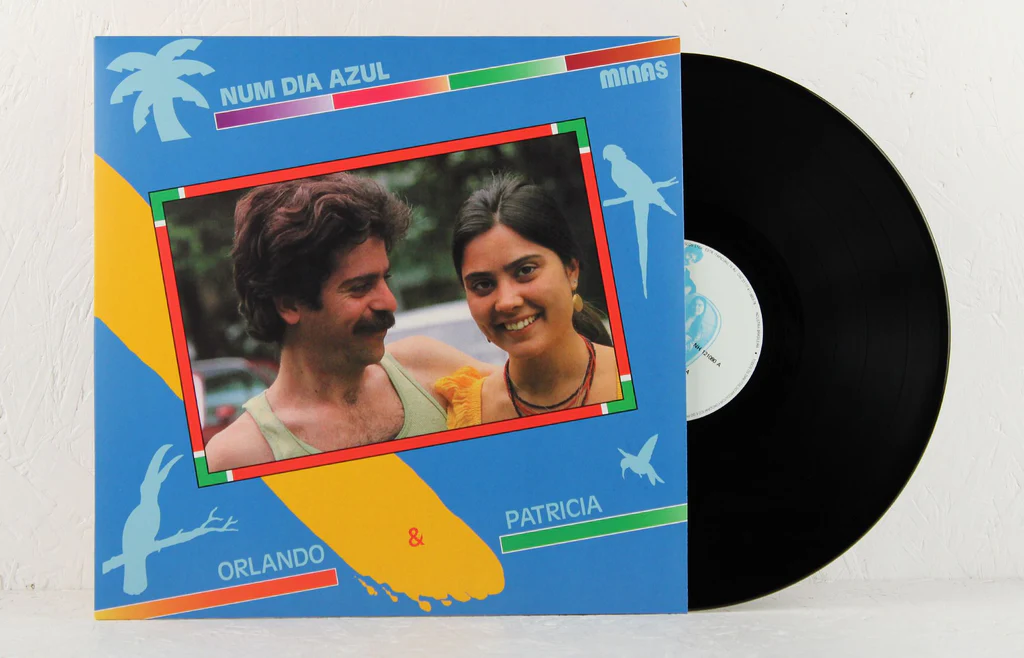 NUM DIA AZUL
MINAS
ORLANDO
&
PATRICIA